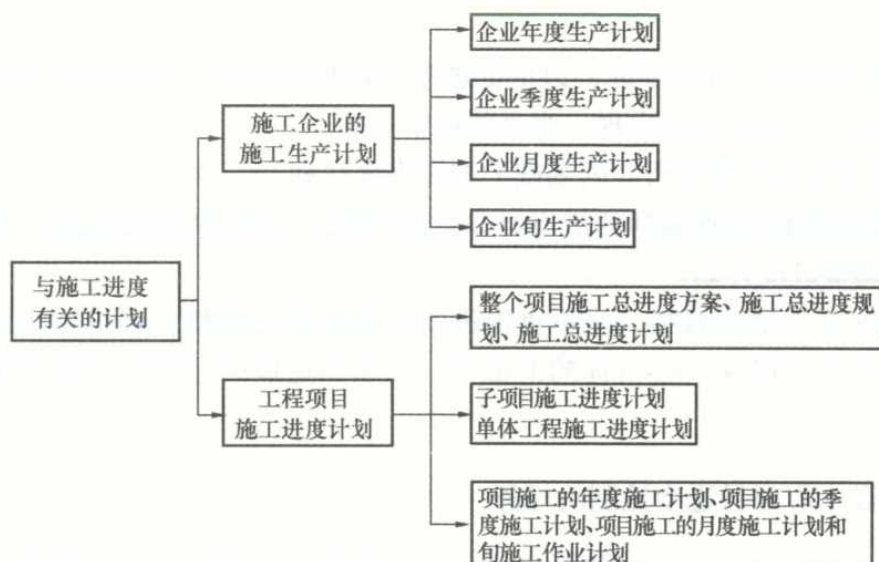 企业年度生产计划
企业季度生产计划
施工企业的
施工生产计划
企业月度生产计划
企业旬生产计划
与施工进度
有关的计划
整个项目施工总进度方案、施工总进度规
划、施工总进度计划
工程项目
施工进度计划
子项目施工进度计划
单体工程施工进度计划
项目施工的年度施工计划、项目施工的季
度施工计划、项目施工的月度施工计划和
旬施工作业计划